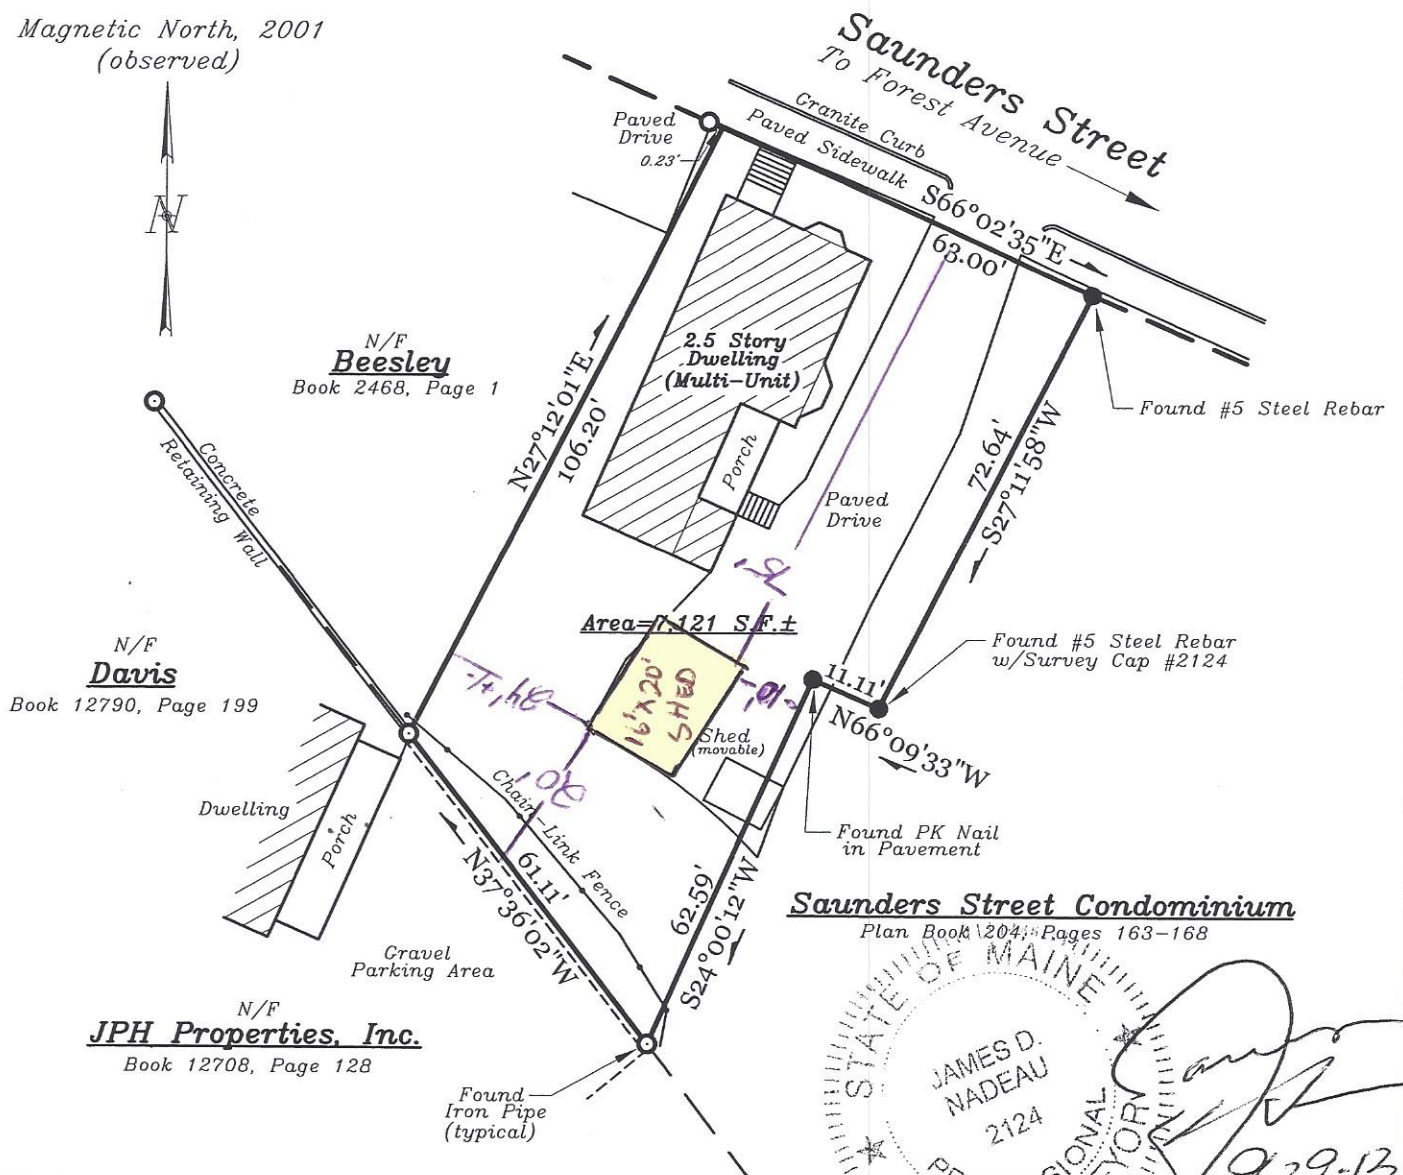 Magnetic North, 2001
(observed)
N
Saunders Street
To Forest Avenue
Granite Curb
Paved Sidewalk
Paved
Drive
0.23'
S66°02'35"E
63.00'
N/F
Beesley
Book 2468, Page 1
N27°12'01"E
106.20'
2.5 Story
Dwelling
(Multi-Unit)
Porch
Paved
Drive
72.64'
S27°11'58"W
Found #5 Steel Rebar
Concrete
Retaining Wall
75'
Area=7,121 S.F.±
Found #5 Steel Rebar
w/Survey Cap #2124
N/F
Davis
Book 12790, Page 199
24'+/-
16'X20'
SHED
10'
11.11'
N66°09'33"W
Shed
(movable)
20'
Dwelling
Porch
Chain-Link Fence
Found PK Nail
in Pavement
61.11'
N37°36'02"W
62.59'
S24°00'12"W
Saunders Street Condominium
Plan Book 204, Pages 163-168
Gravel
Parking Area
N/F
JPH Properties, Inc.
Book 12708, Page 128
Found
Iron Pipe
(typical)
STATE OF MAINE
JAMES D.
NADEAU
2124